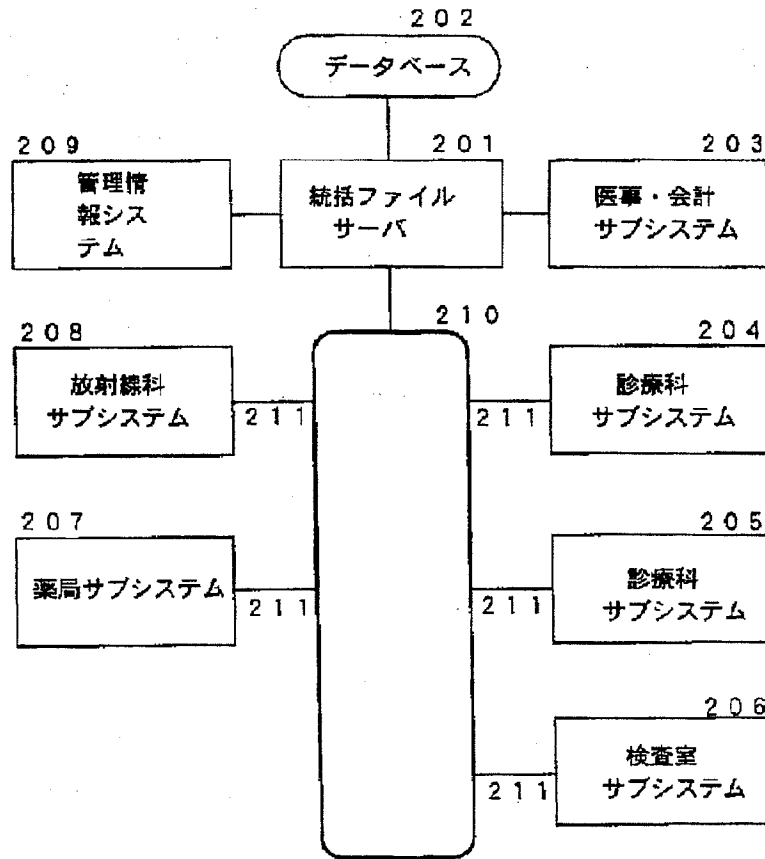 202
データベース
209
管理情
報シス
テム
201
統括ファイル
サーバ
203
医事・会計
サブシステム
210
208
放射線科
サブシステム
211
204
診療科
サブシステム
211
207
薬局サブシステム
211
205
診療科
サブシステム
211
206
検査室
サブシステム
211